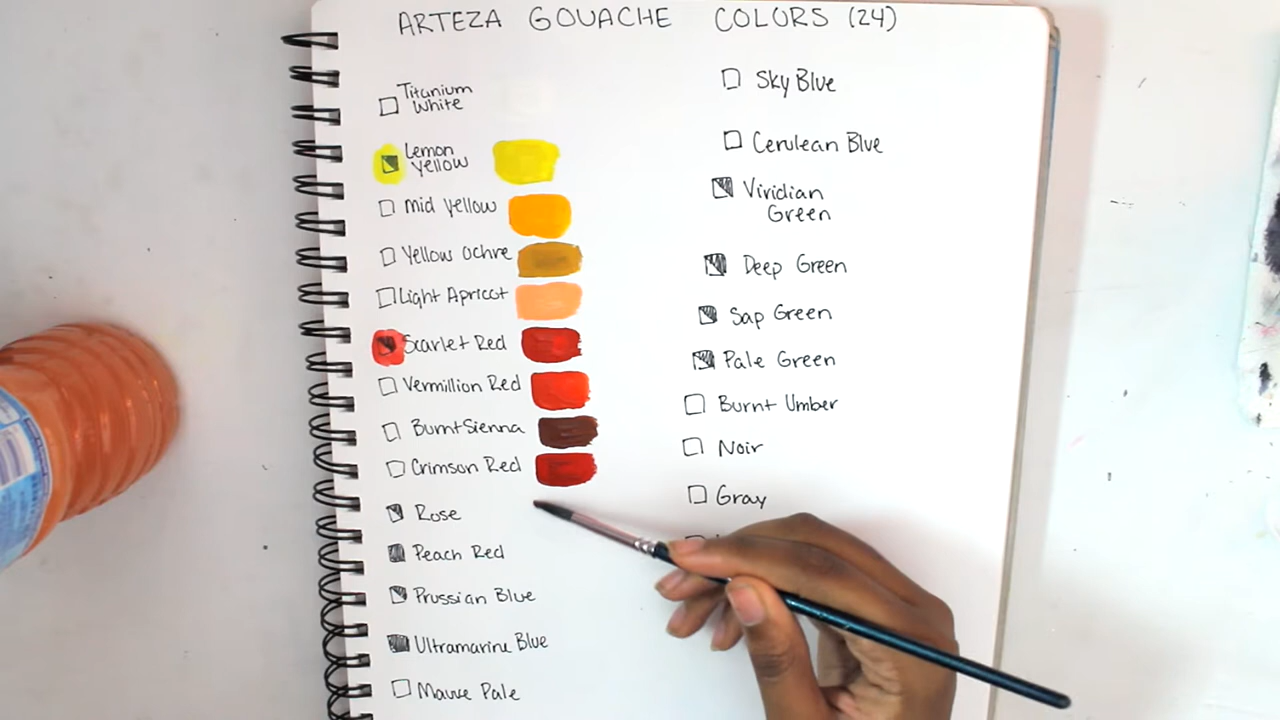 ARTEZA GOUACHE COLORS (24)
Titanium
White
Lemon
Yellow
Mid Yellow
Yellow Ochre
Light Apricot
Scarlet Red
Vermillion Red
Burnt Sienna
Crimson Red
Rose
Peach Red
Prussian Blue
Ultramarine Blue
Mauve Pale
Sky Blue
Cerulean Blue
Viridian
Green
Deep Green
Sap Green
Pale Green
Burnt Umber
Noir
Gray